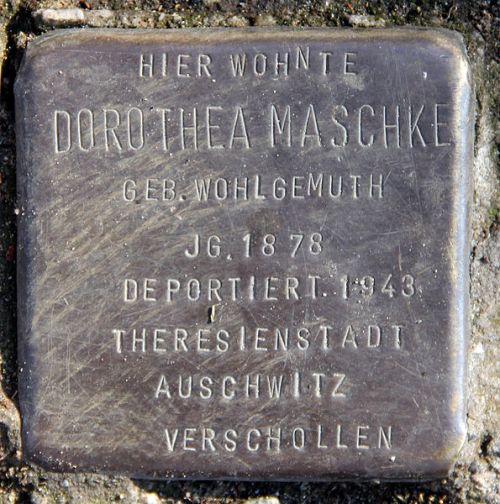 HIER WOHNTE
DOROTHEA MASCHKE
GEB. WOHLGEMUTH
JG. 1878
DEPORTIERT 1943
THERESIENSTADT
AUSCHWITZ
VERSCHOLLEN